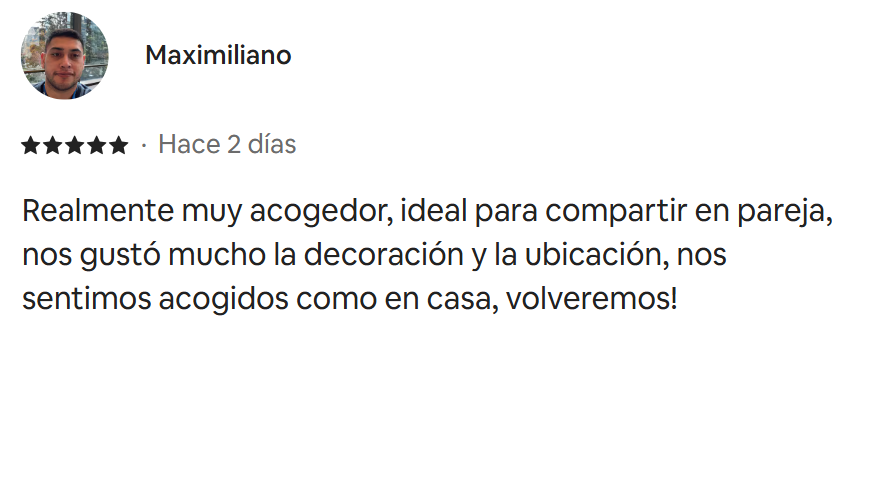 Maximiliano
★★★★★ · Hace 2 días
Realmente muy acogedor, ideal para compartir en pareja,
nos gustó mucho la decoración y la ubicación, nos
sentimos acogidos como en casa, volveremos!